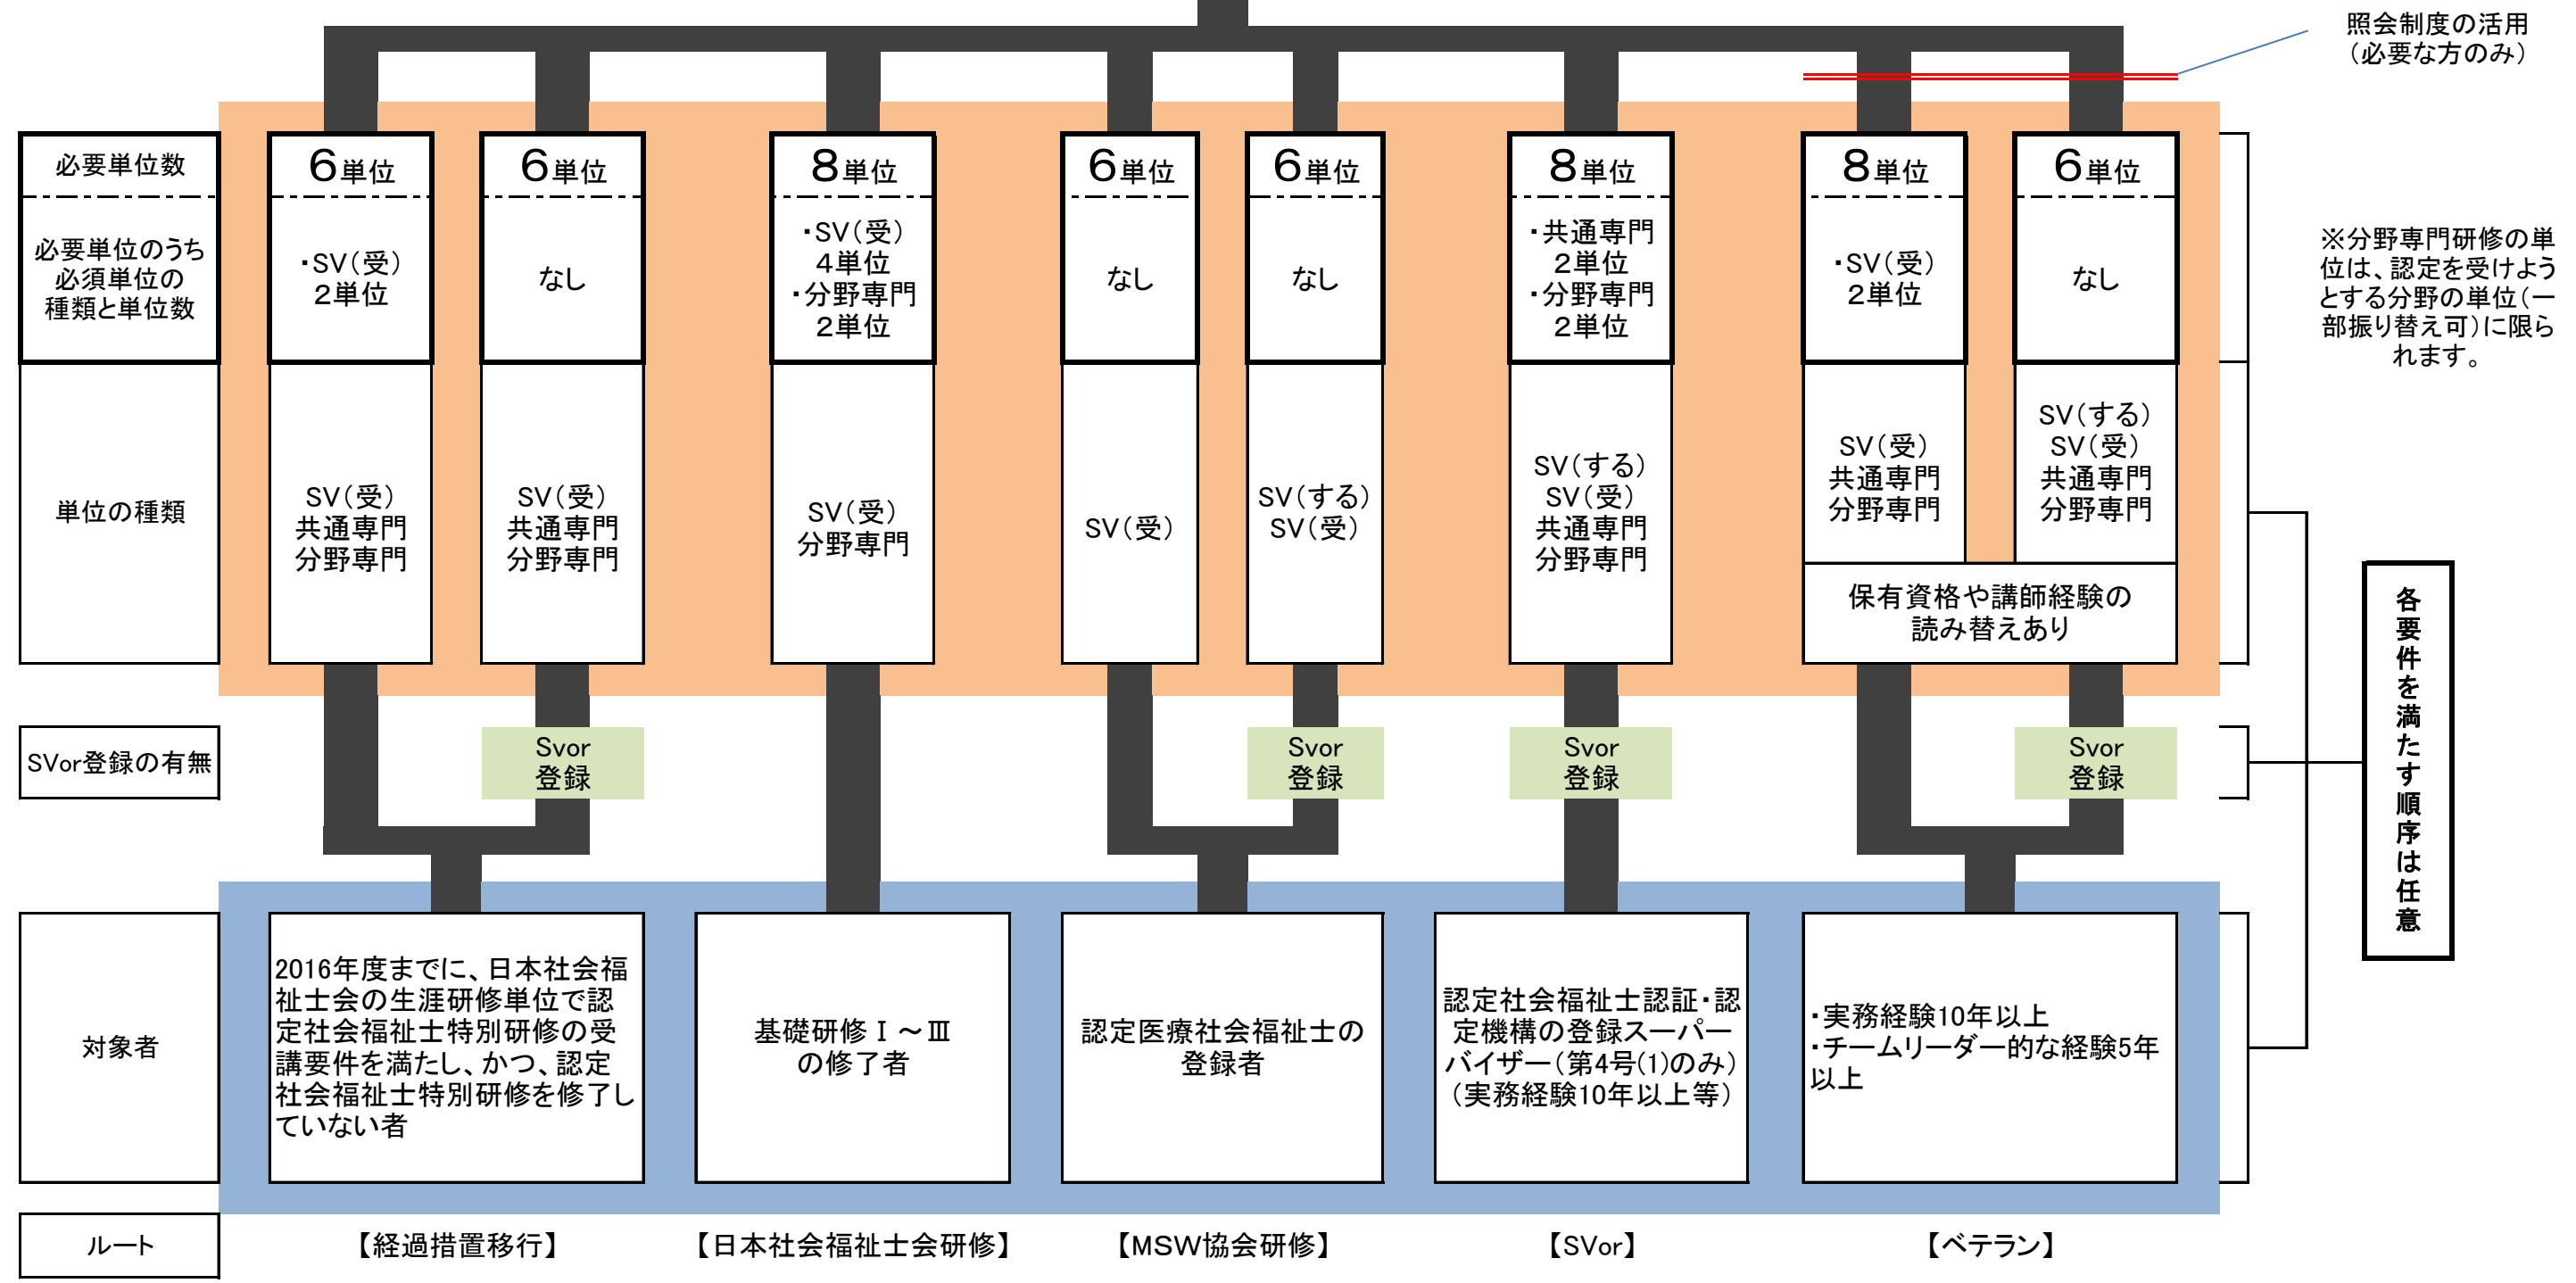 照会制度の活用
(必要な方のみ)
必要単位数
6単位
6単位
8単位
6単位
6単位
8単位
8単位
6単位
必要単位のうち
必須単位の
種類と単位数
・SV(受)
2単位
なし
・SV(受)
4単位
・分野専門
2単位
なし
なし
・共通専門
2単位
・分野専門
2単位
・SV(受)
2単位
なし
※分野専門研修の単
位は、認定を受けよう
とする分野の単位(一
部振り替え可)に限ら
れます。
単位の種類
SV(受)
共通専門
分野専門
SV(受)
共通専門
分野専門
SV(受)
分野専門
SV(受)
SV(する)
SV(受)
SV(する)
SV(受)
共通専門
分野専門
SV(受)
共通専門
分野専門
SV(する)
SV(受)
共通専門
分野専門
保有資格や講師経験の
読み替えあり
各要件を満たす順序は任意
SVor登録の有無
Svor
登録
Svor
登録
Svor
登録
Svor
登録
対象者
2016年度までに、日本社会福
祉士会の生涯研修単位で認
定社会福祉士特別研修の受
講要件を満たし、かつ、認定
社会福祉士特別研修を修了し
ていない者
基礎研修Ⅰ～Ⅲ
の修了者
認定医療社会福祉士の
登録者
認定社会福祉士認証・認
定機構の登録スーパー
バイザー(第4号(1)のみ)
(実務経験10年以上等)
・実務経験10年以上
・チームリーダー的な経験5年
以上
ルート
【経過措置移行】
【日本社会福祉士会研修】
【MSW協会研修】
【SVor】
【ベテラン】